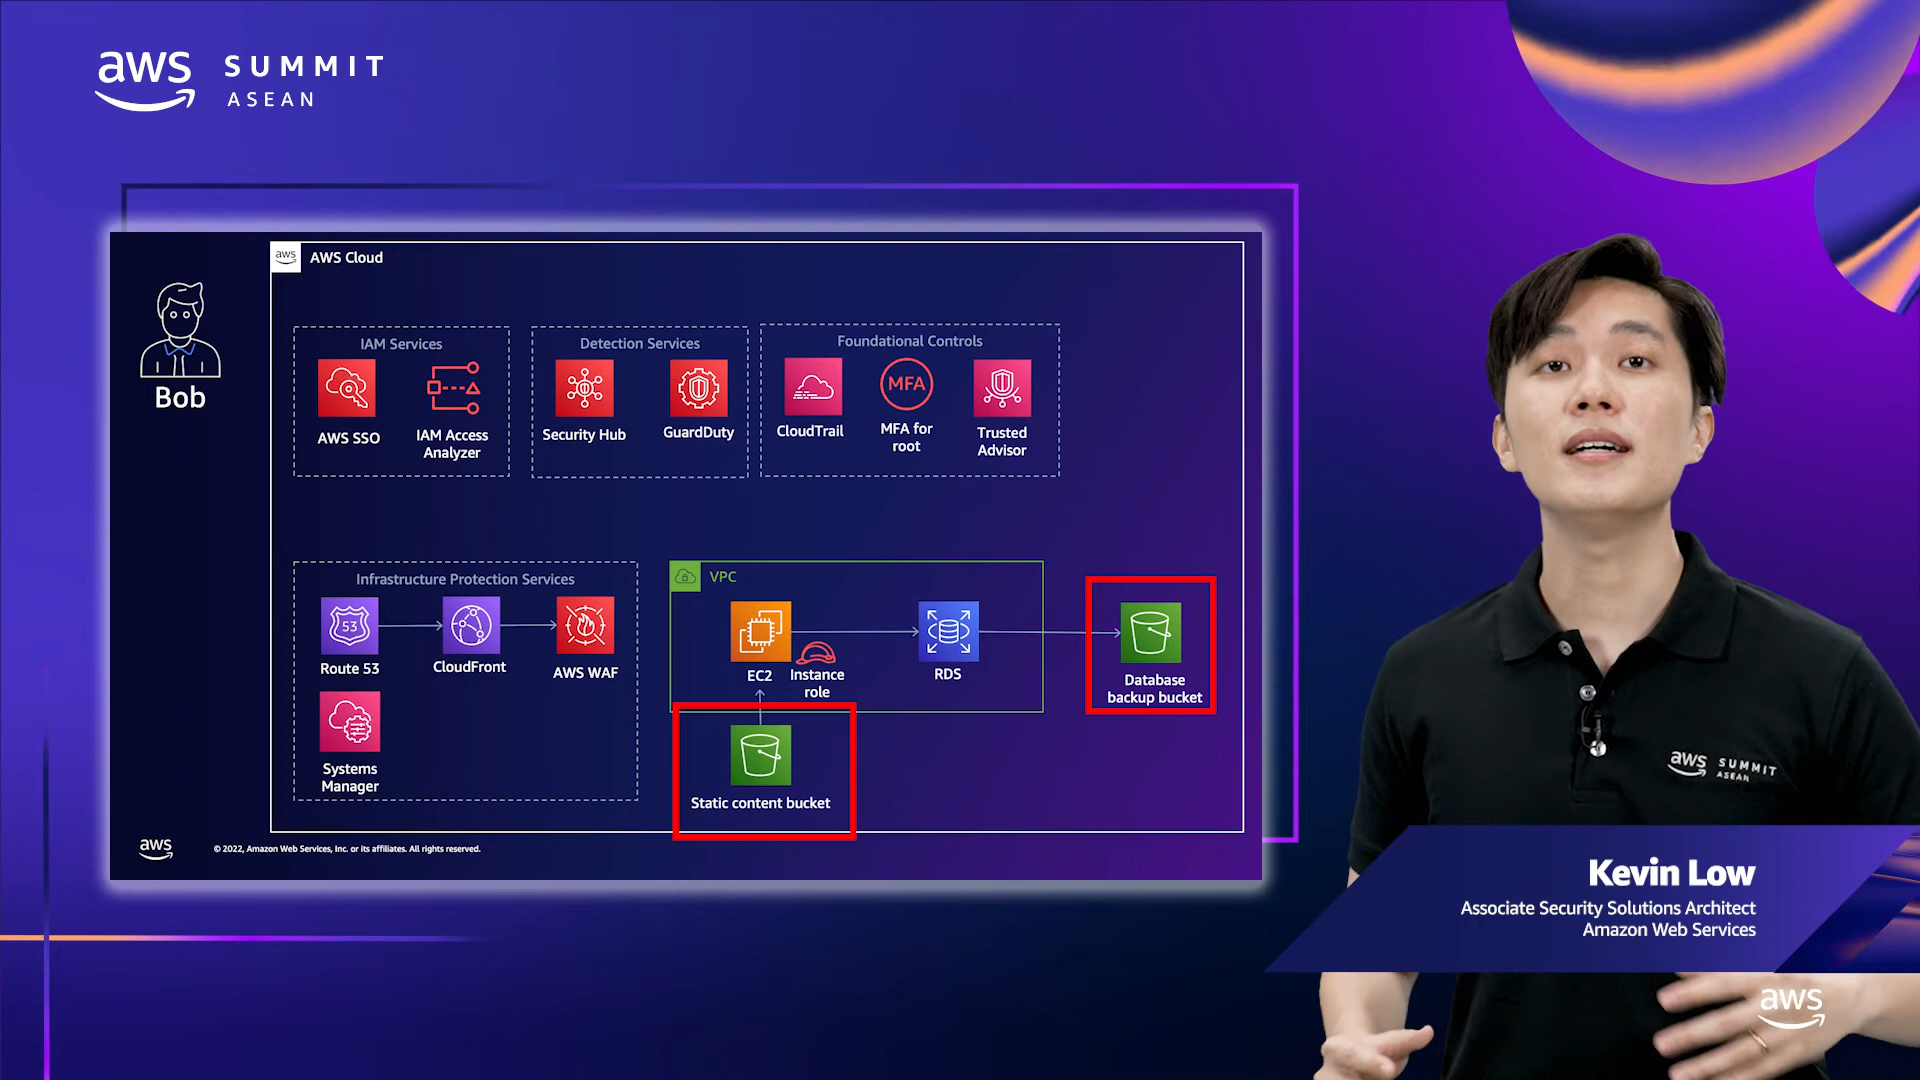 aws SUMMIT
ASEAN
aws AWS Cloud
Bob
IAM Services
AWS SSO
IAM Access
Analyzer
Detection Services
Security Hub
GuardDuty
Foundational Controls
CloudTrail
MFA
MFA for
root
Trusted
Advisor
Infrastructure Protection Services
53
Route 53
CloudFront
AWS WAF
Systems
Manager
VPC
EC2
Instance
role
RDS
Database
backup bucket
Static content bucket
aws
© 2022, Amazon Web Services, Inc. or its affiliates. All rights reserved.
aws SUMMIT
ASEAN
Kevin Low
Associate Security Solutions Architect
Amazon Web Services
aws